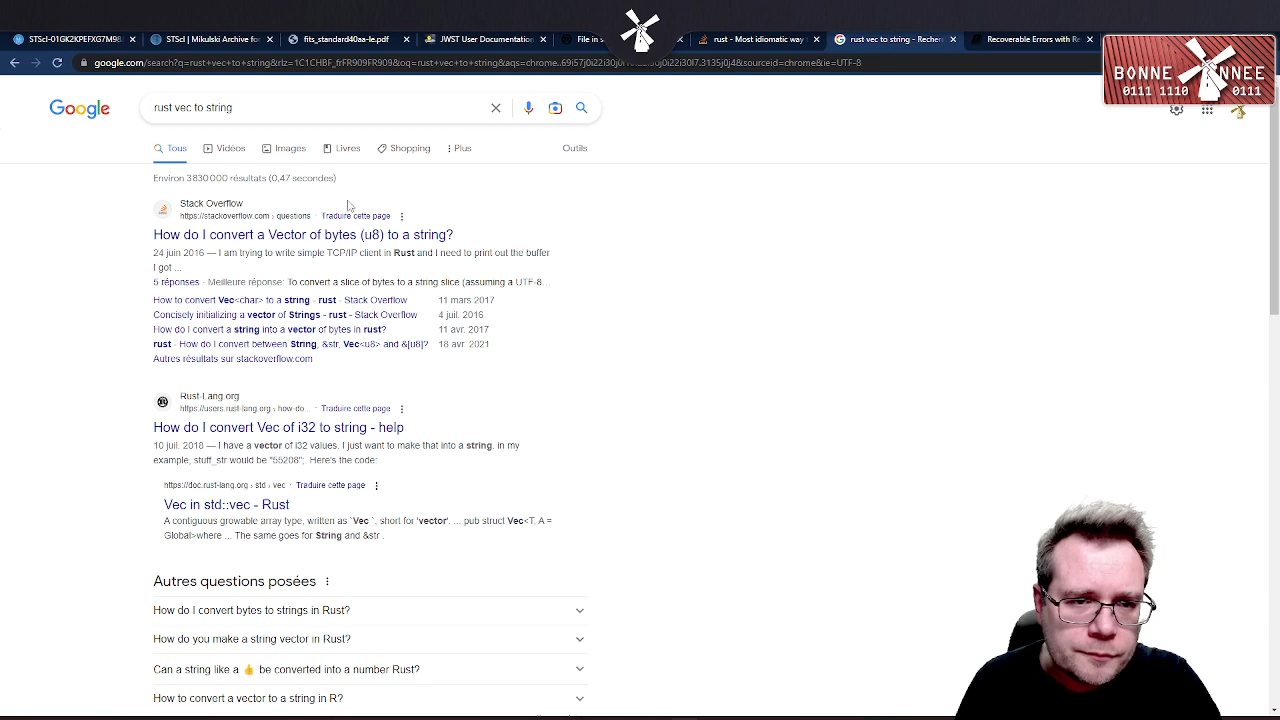 STScI-01GK2KPEFXG7M98
STScI | Mikulski Archive for
fits_standard40aa-le.pdf
JWST User Documentation
File in s
rust - Most idiomatic way
rust vec to string - Recher
Recoverable Errors with Re
BONNE ANNEE
0111 1110 0111
rust vec to string
Google
Tous
Vidéos
Images
Livres
Shopping
Plus
Outils
Environ 3 830 000 résultats (0,47 secondes)
Stack Overflow
https://stackoverflow.com › questions · Traduire cette page
How do I convert a Vector of bytes (u8) to a string?
24 juin 2016 — I am trying to write simple TCP/IP client in Rust and I need to print out the buffer
I got ...
5 réponses · Meilleure réponse: To convert a slice of bytes to a string slice (assuming a UTF-8...
How to convert Vec<char> to a string - rust - Stack Overflow 11 mars 2017
Concisely initializing a vector of Strings - rust - Stack Overflow 4 juil. 2016
How do I convert a string into a vector of bytes in rust? 11 avr. 2017
rust - How do I convert between String, &str, Vec<u8> and &[u8]? 18 avr. 2021
Autres résultats sur stackoverflow.com
Rust-Lang.org
https://users.rust-lang.org › how-do... · Traduire cette page
How do I convert Vec of i32 to string - help
10 juil. 2018 — I have a vector of i32 values. I just want to make that into a string. in my
example, stuff_str would be "55208"; Here's the code:
https://doc.rust-lang.org › std › vec · Traduire cette page
Vec in std::vec - Rust
A contiguous growable array type, written as `Vec `, short for 'vector'. ... pub struct Vec<T, A =
Global>where ... The same goes for String and &str .
Autres questions posées
How do I convert bytes to strings in Rust?
How do you make a string vector in Rust?
Can a string like a 👍 be converted into a number Rust?
How to convert a vector to a string in R?